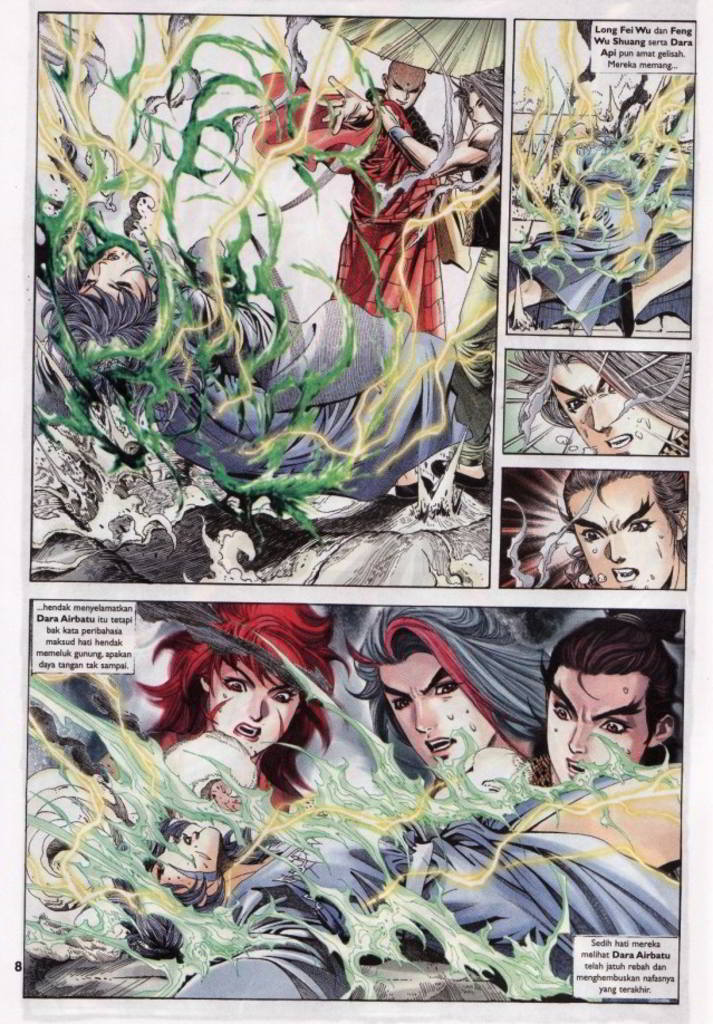 Long Fei Wu dan Feng
Wu Shuang serta Dara
Api pun amat gelisah.
Mereka memang...
...hendak menyelamatkan
Dara Airbatu itu tetapi
bak kata peribahasa
maksud hati hendak
memeluk gunung, apakan
daya tangan tak sampai.
Sedih hati mereka
melihat Dara Airbatu
telah jatuh rebah dan
menghembuskan nafasnya
yang terakhir.
8